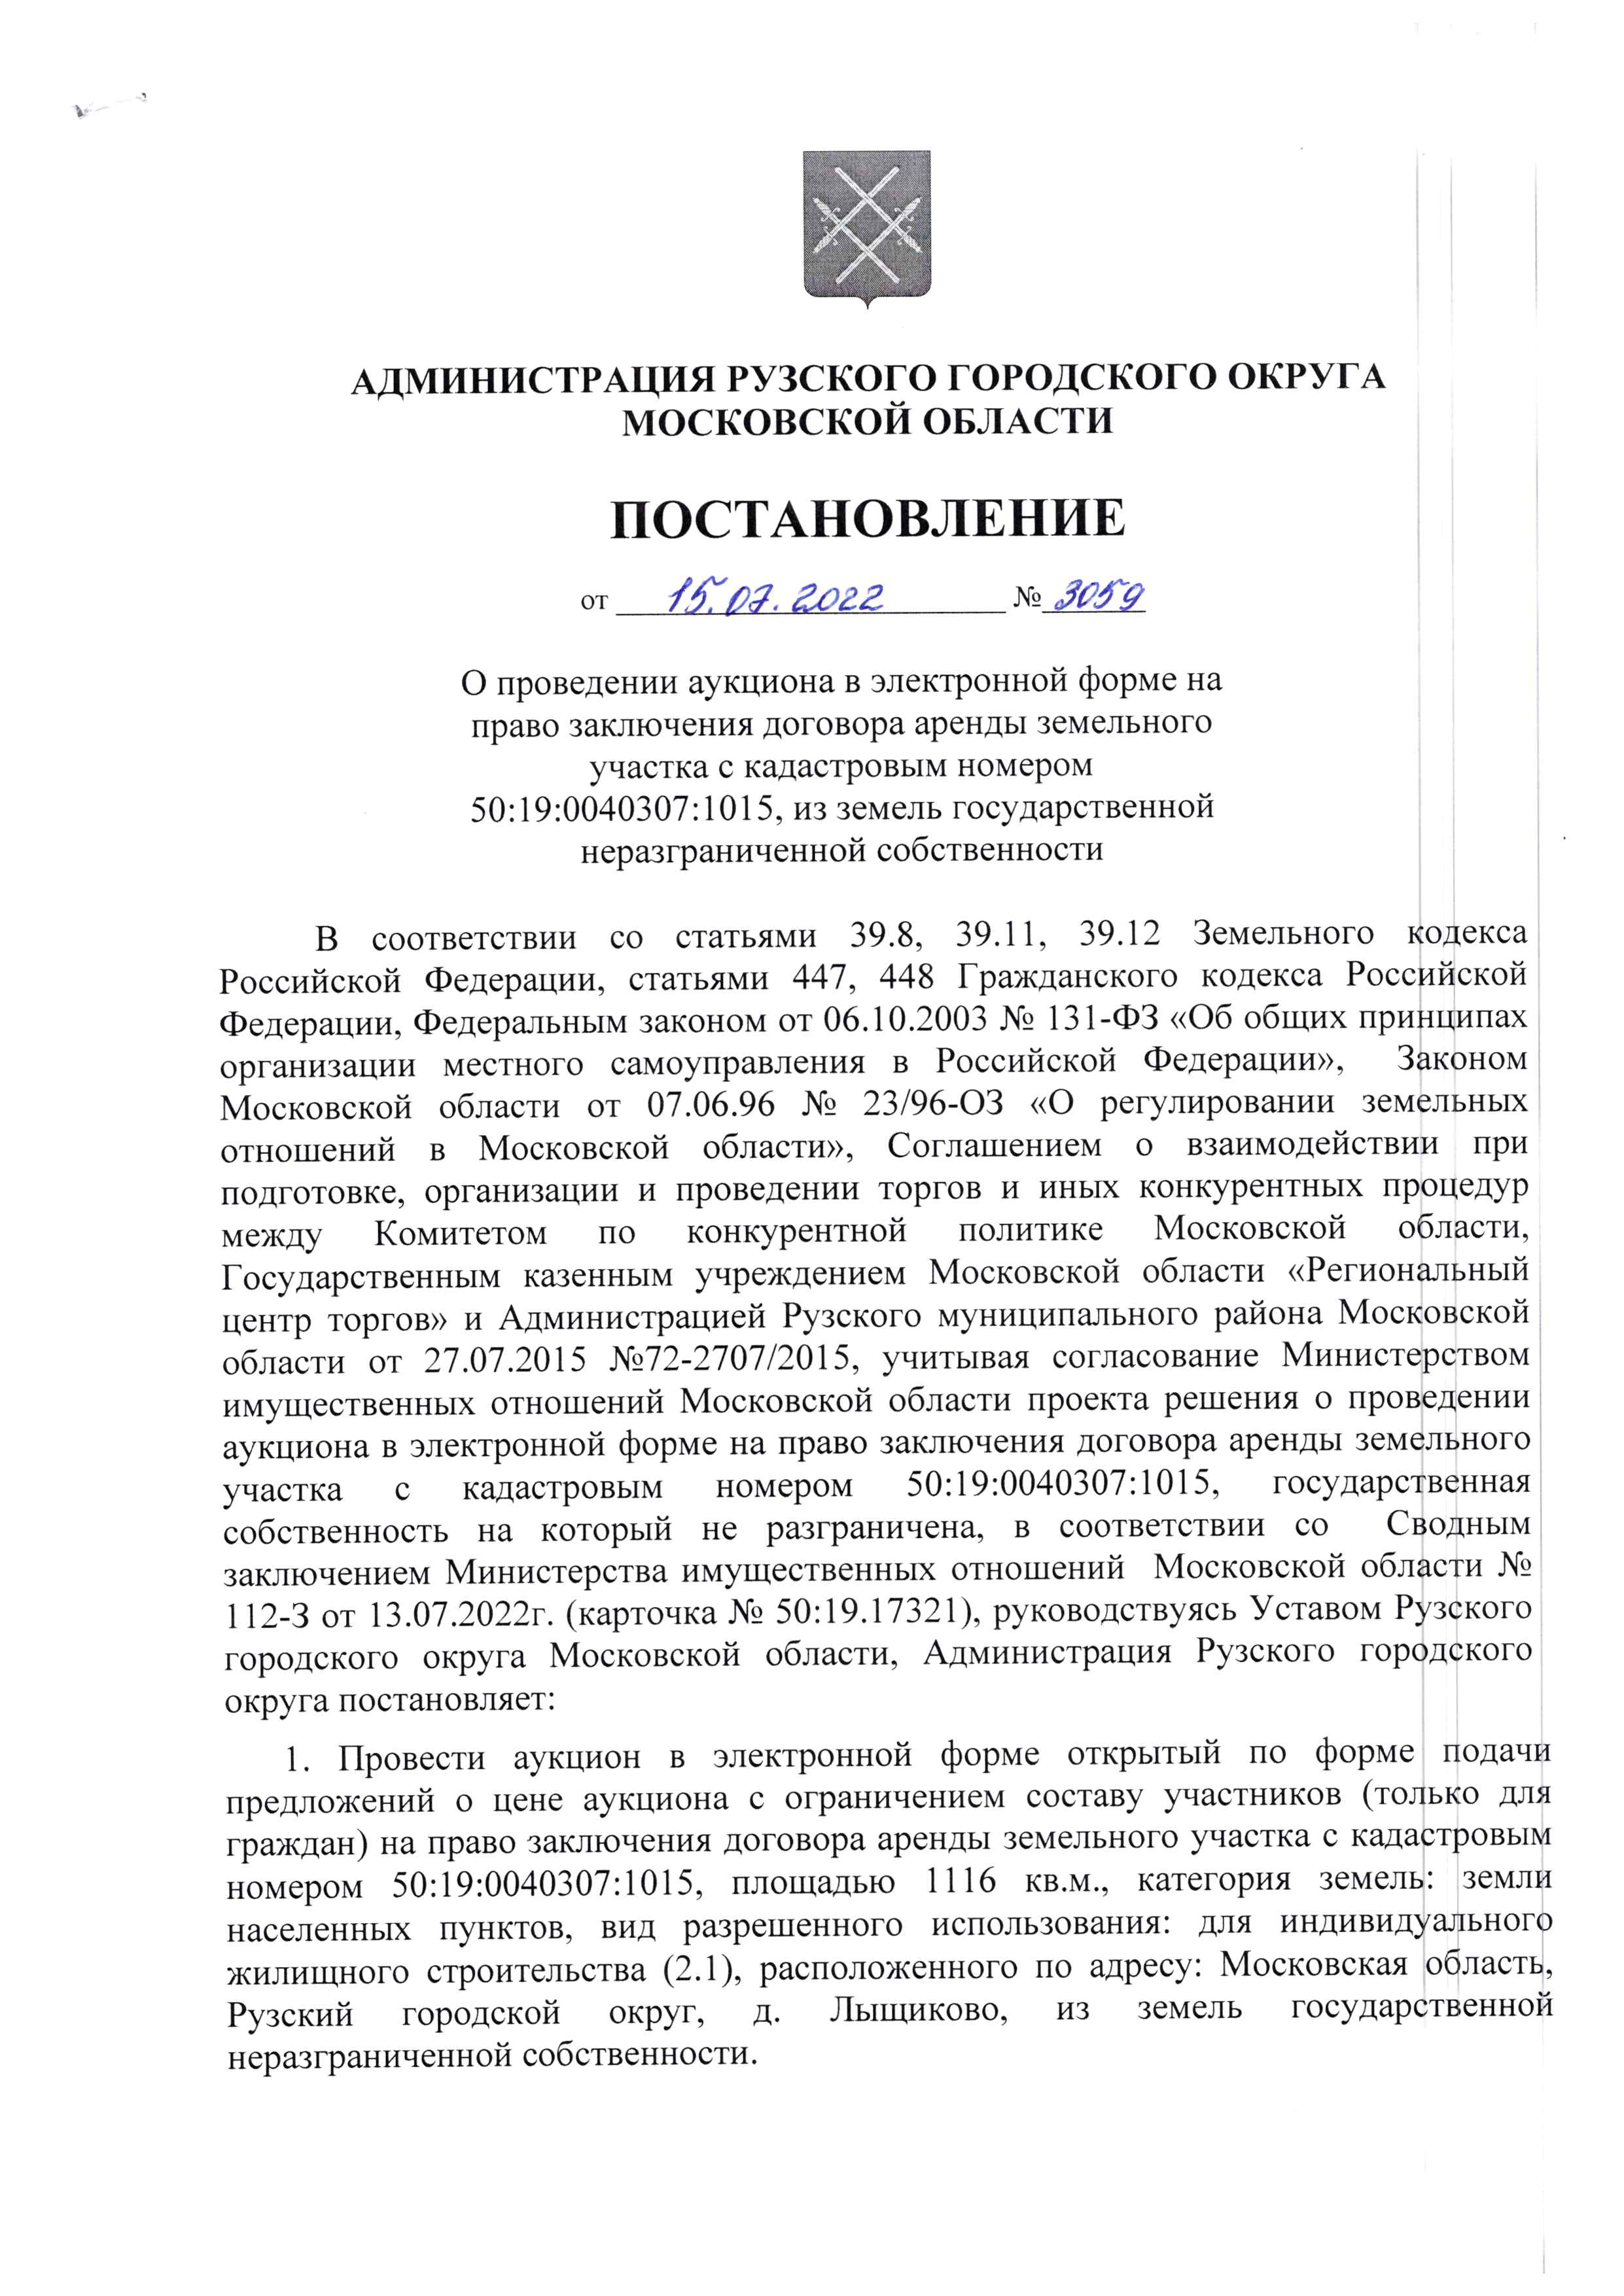 АДМИНИСТРАЦИЯ РУЗСКОГО ГОРОДСКОГО ОКРУГА
МОСКОВСКОЙ ОБЛАСТИ
ПОСТАНОВЛЕНИЕ
от 15.07.2022 № 3059
О проведении аукциона в электронной форме на
право заключения договора аренды земельного
участка с кадастровым номером
50:19:0040307:1015, из земель государственной
неразграниченной собственности
В соответствии со статьями 39.8, 39.11, 39.12 Земельного кодекса
Российской Федерации, статьями 447, 448 Гражданского кодекса Российской
Федерации, Федеральным законом от 06.10.2003 № 131-ФЗ «Об общих принципах
организации местного самоуправления в Российской Федерации», Законом
Московской области от 07.06.96 № 23/96-ОЗ «О регулировании земельных
отношений в Московской области», Соглашением о взаимодействии при
подготовке, организации и проведении торгов и иных конкурентных процедур
между Комитетом по конкурентной политике Московской области,
Государственным казенным учреждением Московской области «Региональный
центр торгов» и Администрацией Рузского муниципального района Московской
области от 27.07.2015 №72-2707/2015, учитывая согласование Министерством
имущественных отношений Московской области проекта решения о проведении
аукциона в электронной форме на право заключения договора аренды земельного
участка с кадастровым номером 50:19:0040307:1015, государственная
собственность на который не разграничена, в соответствии со Сводным
заключением Министерства имущественных отношений Московской области №
112-З от 13.07.2022г. (карточка № 50:19.17321), руководствуясь Уставом Рузского
городского округа Московской области, Администрация Рузского городского
округа постановляет:
1. Провести аукцион в электронной форме открытый по форме подачи
предложений о цене аукциона с ограничением составу участников (только для
граждан) на право заключения договора аренды земельного участка с кадастровым
номером 50:19:0040307:1015, площадью 1116 кв.м., категория земель: земли
населенных пунктов, вид разрешенного использования: для индивидуального
жилищного строительства (2.1), расположенного по адресу: Московская область,
Рузский городской округ, д. Лыщиково, из земель государственной
неразграниченной собственности.